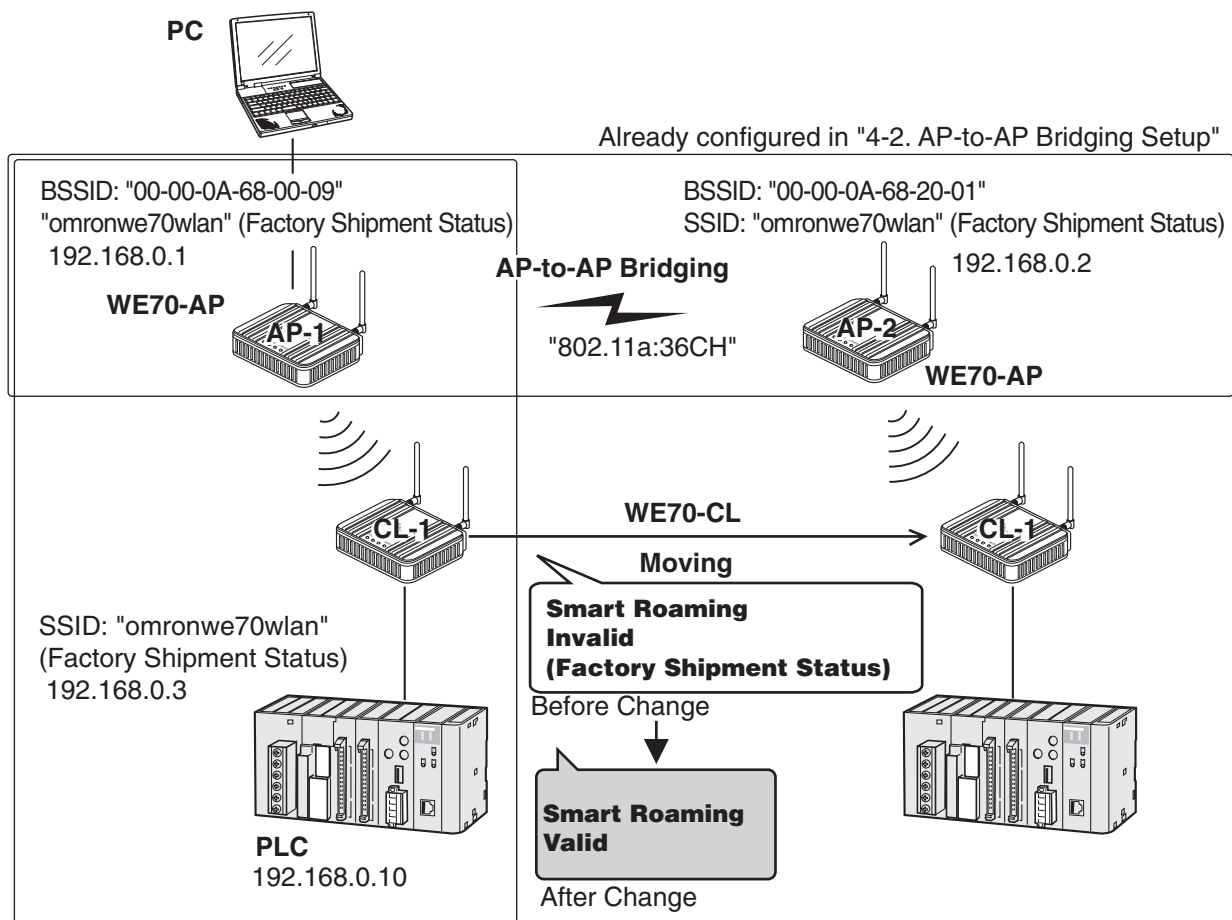 PC
Already configured in "4-2. AP-to-AP Bridging Setup"
BSSID: "00-00-0A-68-00-09"
"omronwe70wlan" (Factory Shipment Status)
192.168.0.1
WE70-AP
AP-1
AP-to-AP Bridging
"802.11a:36CH"
BSSID: "00-00-0A-68-20-01"
SSID: "omronwe70wlan" (Factory Shipment Status)
192.168.0.2
AP-2
WE70-AP
CL-1
WE70-CL
Moving
CL-1
Smart Roaming
Invalid
(Factory Shipment Status)
Before Change
SSID: "omronwe70wlan"
(Factory Shipment Status)
192.168.0.3
Smart Roaming
Valid
After Change
PLC
192.168.0.10